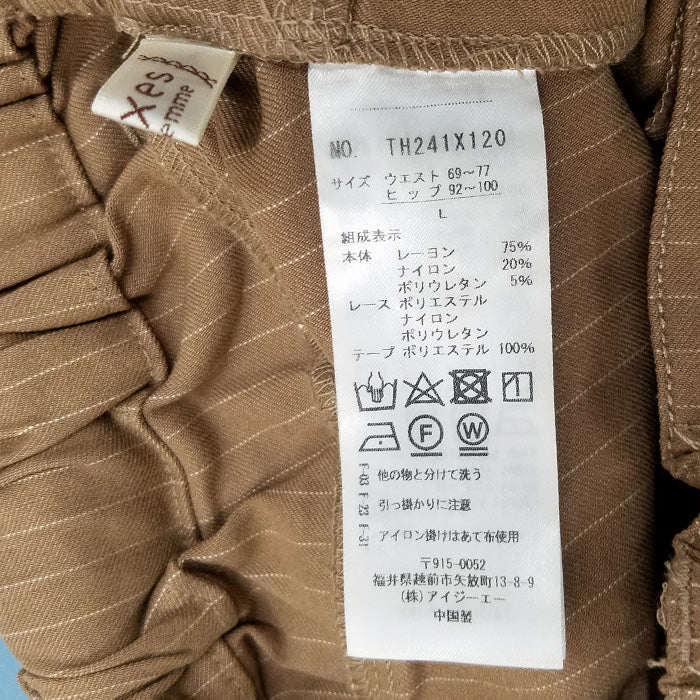 xes
emme
NO. TH241X120
サイズ ウエスト 69〜77
ヒップ 92〜100
L
組成表示
本体 レーヨン 75%
ナイロン 20%
ポリウレタン 5%
レース ポリエステル
ナイロン
ポリウレタン
テープ ポリエステル 100%
F
W
F-03 F-23 F-31
他の物と分けて洗う
引っ掛かりに注意
アイロン掛けはあて布使用
〒915-0052
福井県越前市矢放町13-8-9
(株)アイジーエー
中国製